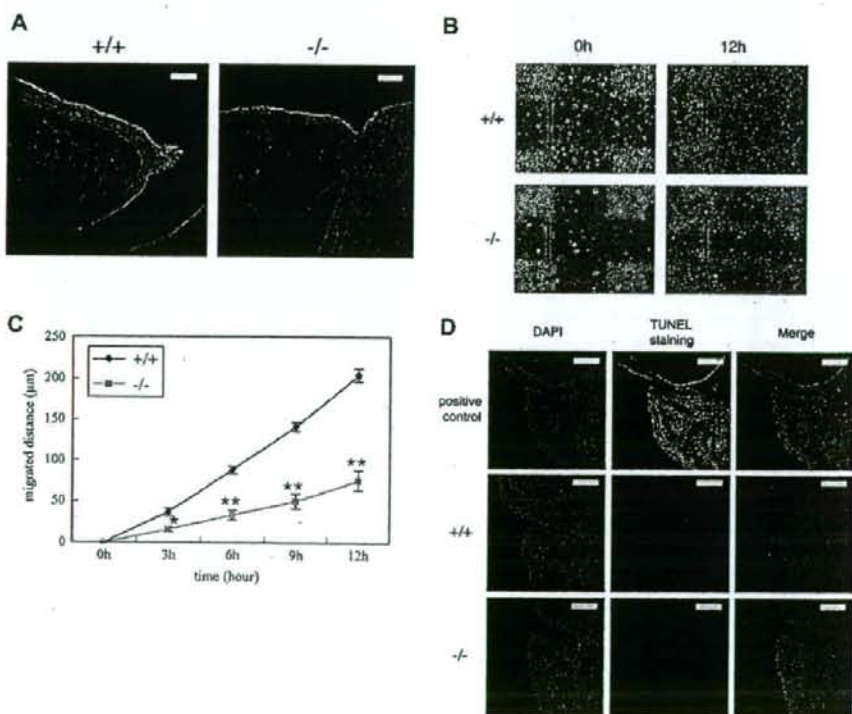 A
+/+
-/-
B
0h
12h
+/+
-/-
C
250
200
150
100
50
0
+/+
-/-
*
**
**
**
0h
3h
6h
9h
12h
migrated distance (μm)
time (hour)
D
DAPI
TUNEL
staining
Merge
positive
control
+/+
-/-